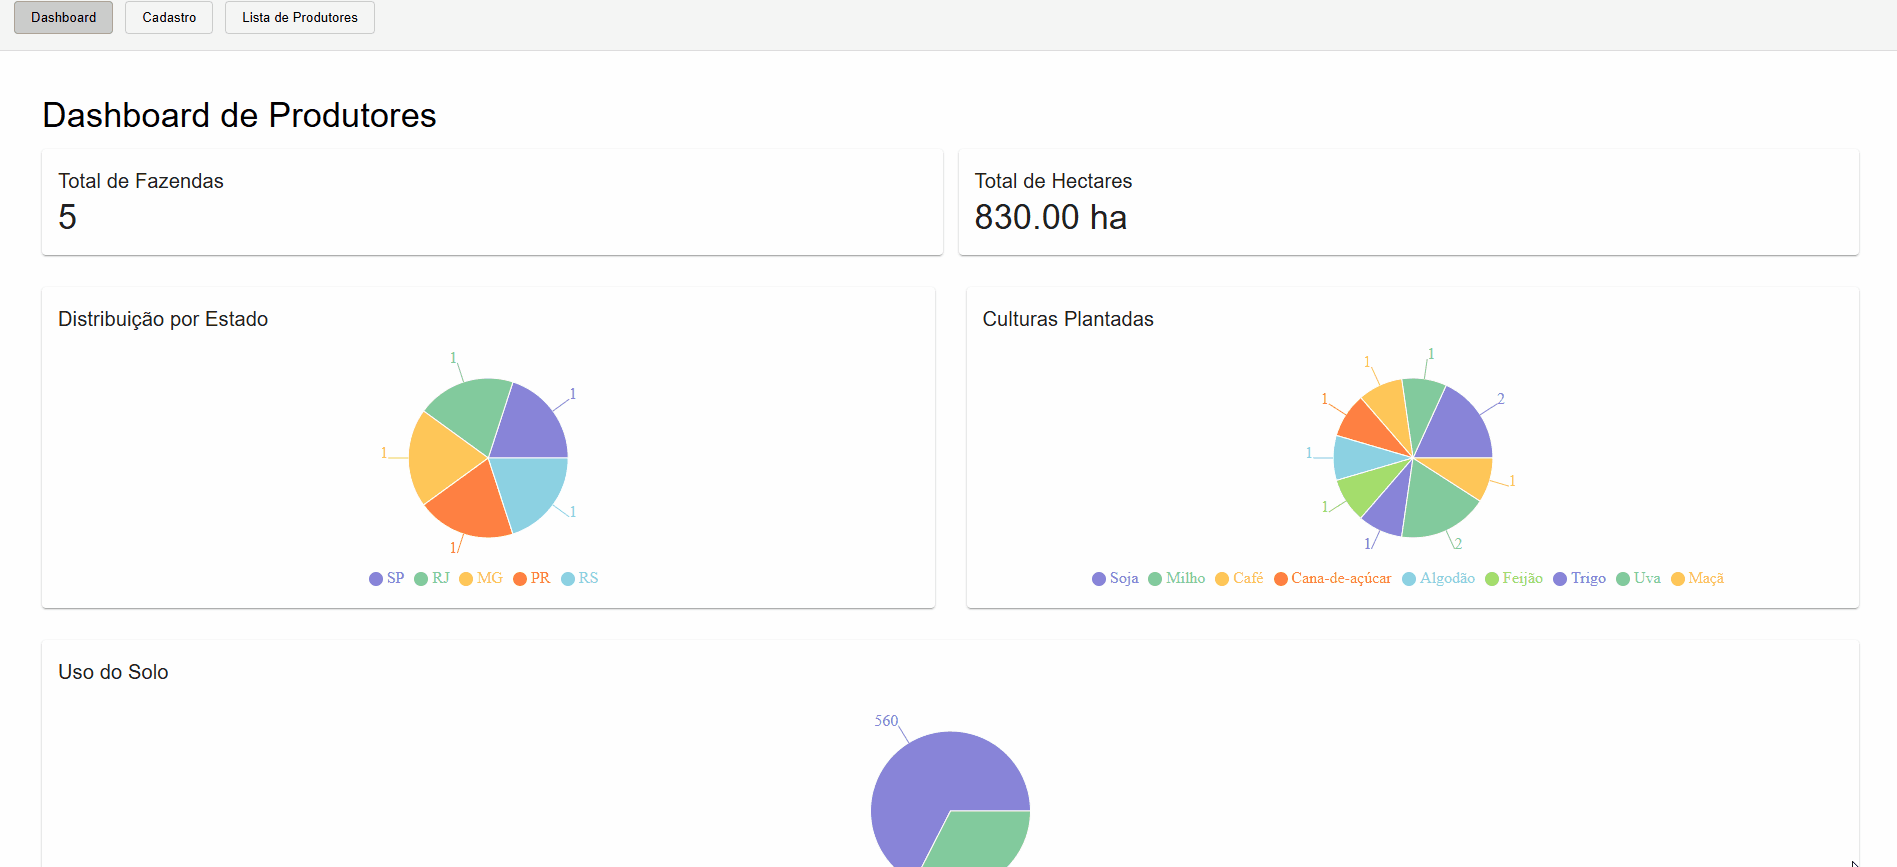 Dashboard Cadastro Lista de Produtores
Dashboard de Produtores
Total de Fazendas
5
Total de Hectares
830.00 ha
Distribuição por Estado
1
1
1
1
1
SP RJ MG PR RS
Culturas Plantadas
1
1
2
1
1
1
1
1
2
Soja Milho Café Cana-de-açúcar Algodão Feijão Trigo Uva Maçã
Uso do Solo
560